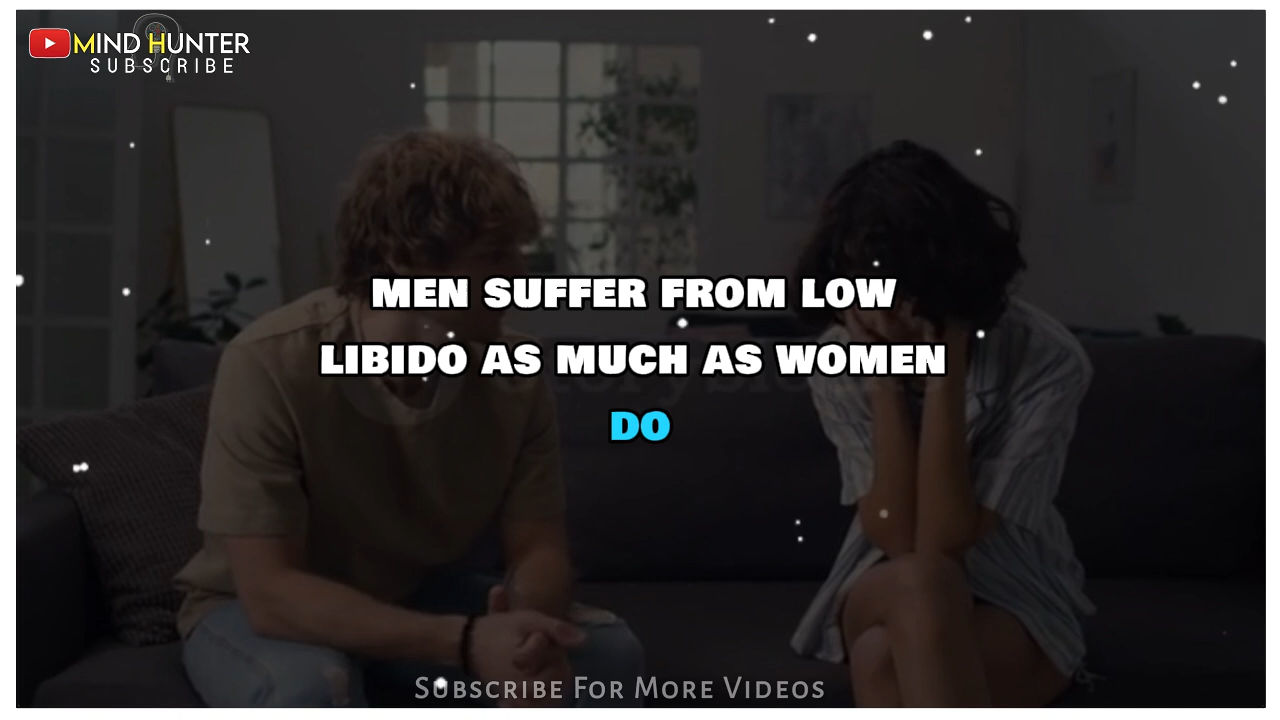 MIND HUNTER
SUBSCRIBE
MEN SUFFER FROM LOW
LIBIDO AS MUCH AS WOMEN
DO
SUBSCRIBE FOR MORE VIDEOS